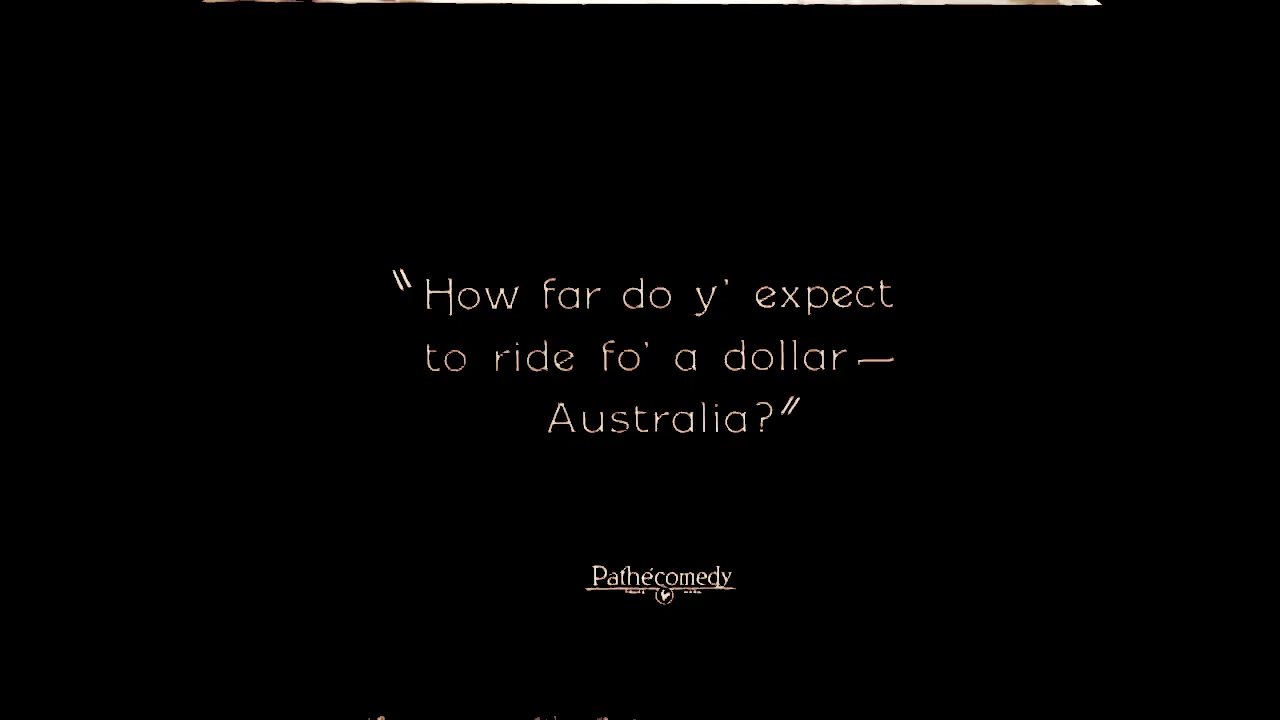 "How far do y' expect
to ride fo' a dollar—
Australia?"
Pathécomedy